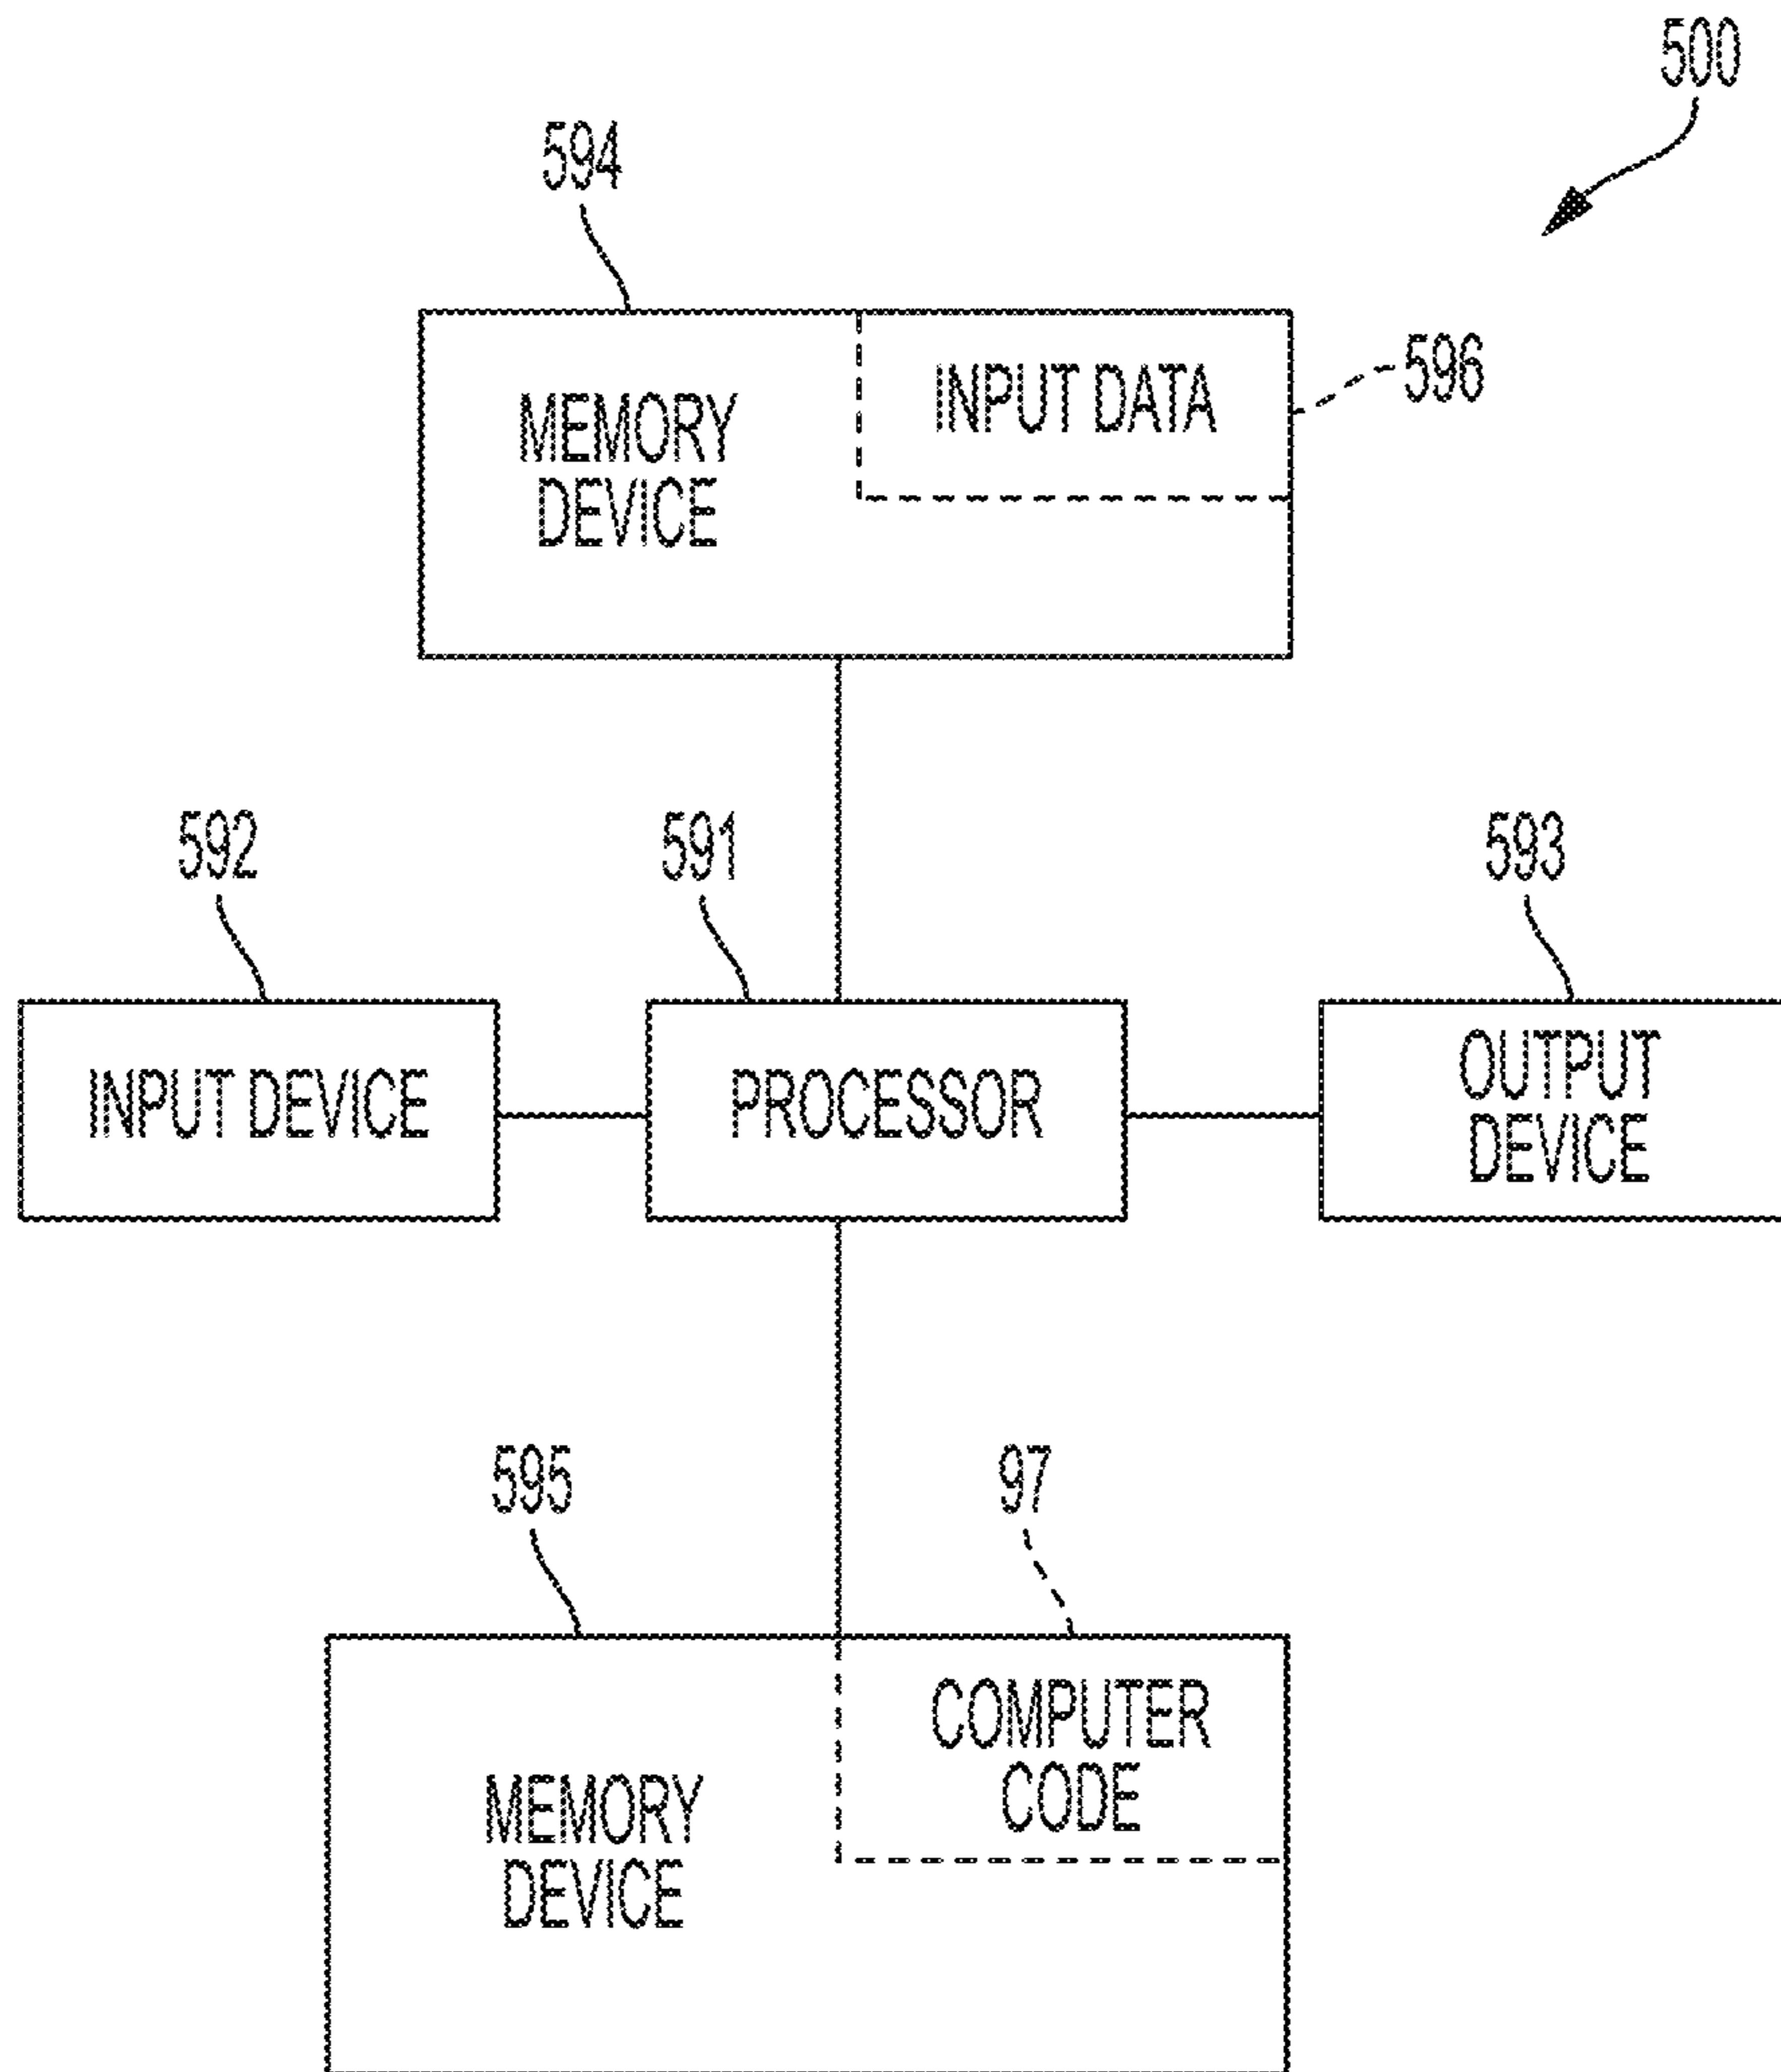 500
594
INPUT DATA
596
MEMORY
DEVICE
592
591
593
INPUT DEVICE
PROCESSOR
OUTPUT
DEVICE
595
97
COMPUTER
CODE
MEMORY
DEVICE